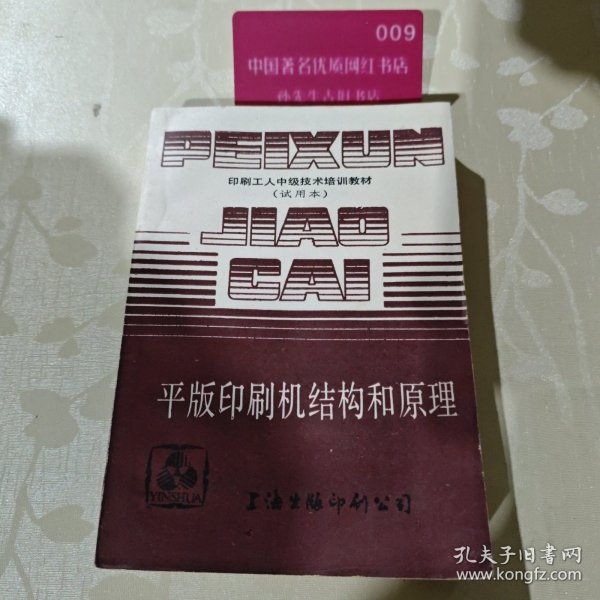 009
中国著名优质网红书店
孙先生古旧书店
PEIXUN
印刷工人中级技术培训教材
(试用本)
JIAO
CAI
平版印刷机结构和原理
YINSHUA
上海出版印刷公司
孔夫子旧书网
www.kongfz.com